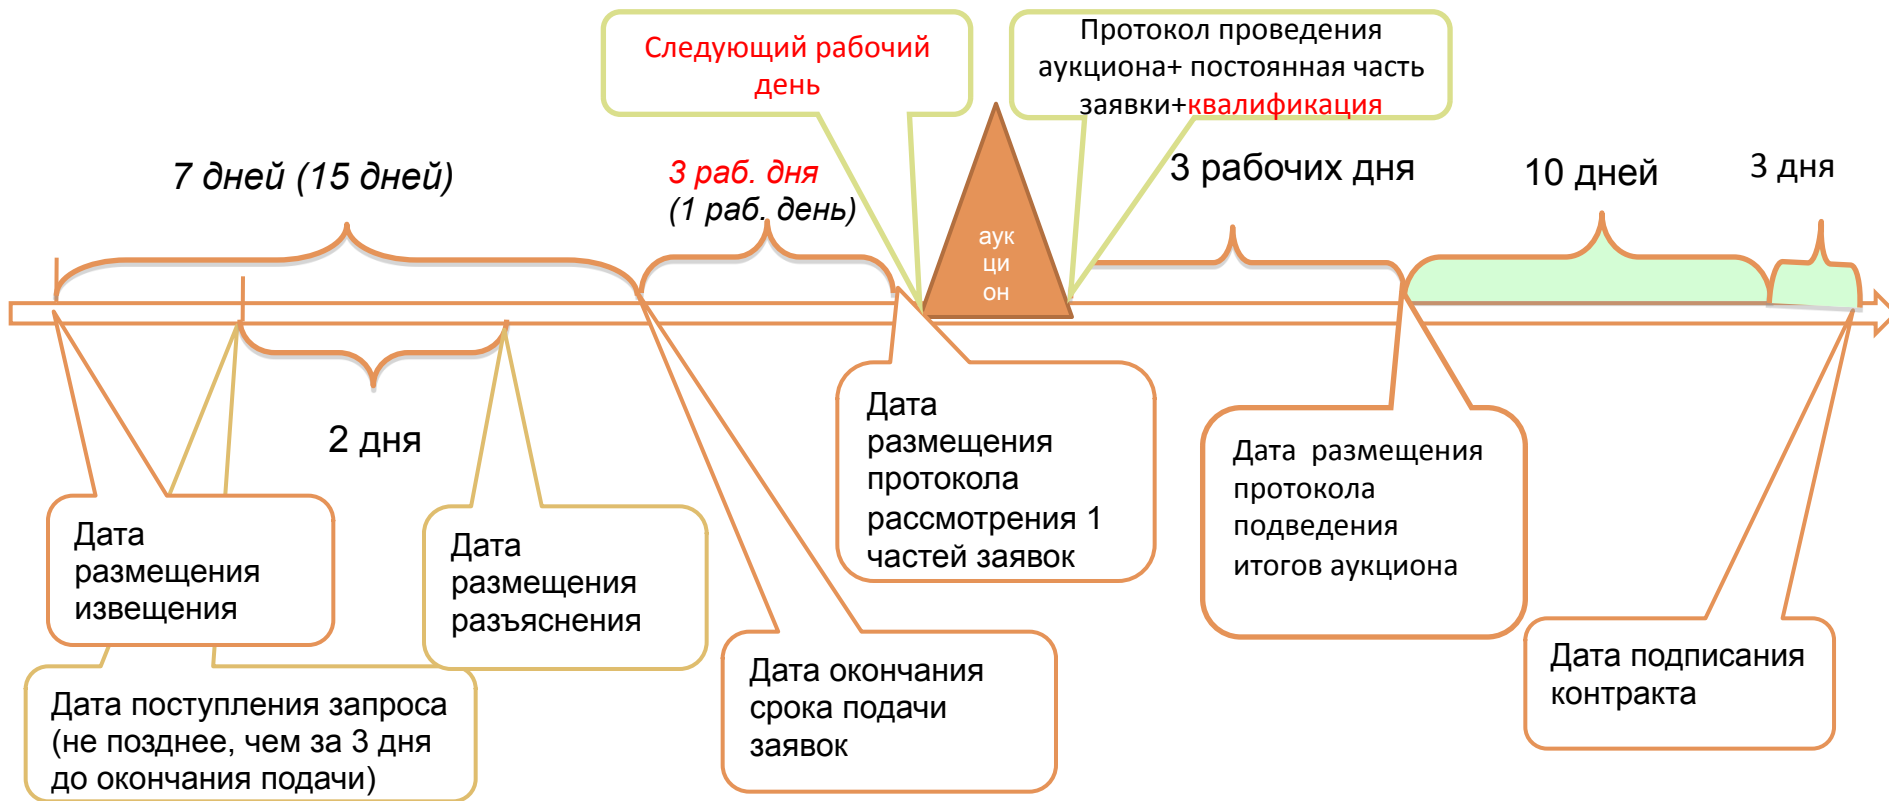 Следующий рабочий
день
Протокол проведения
аукциона+ постоянная часть
заявки+квалификация
7 дней (15 дней)
3 раб. дня
(1 раб. день)
3 рабочих дня
10 дней
3 дня
аук
ци
он
2 дня
Дата
размещения
извещения
Дата
размещения
разъяснения
Дата поступления запроса
(не позднее, чем за 3 дня
до окончания подачи)
Дата окончания
срока подачи
заявок
Дата
размещения
протокола
рассмотрения 1
частей заявок
Дата  размещения
протокола
подведения
итогов аукциона
Дата подписания
контракта